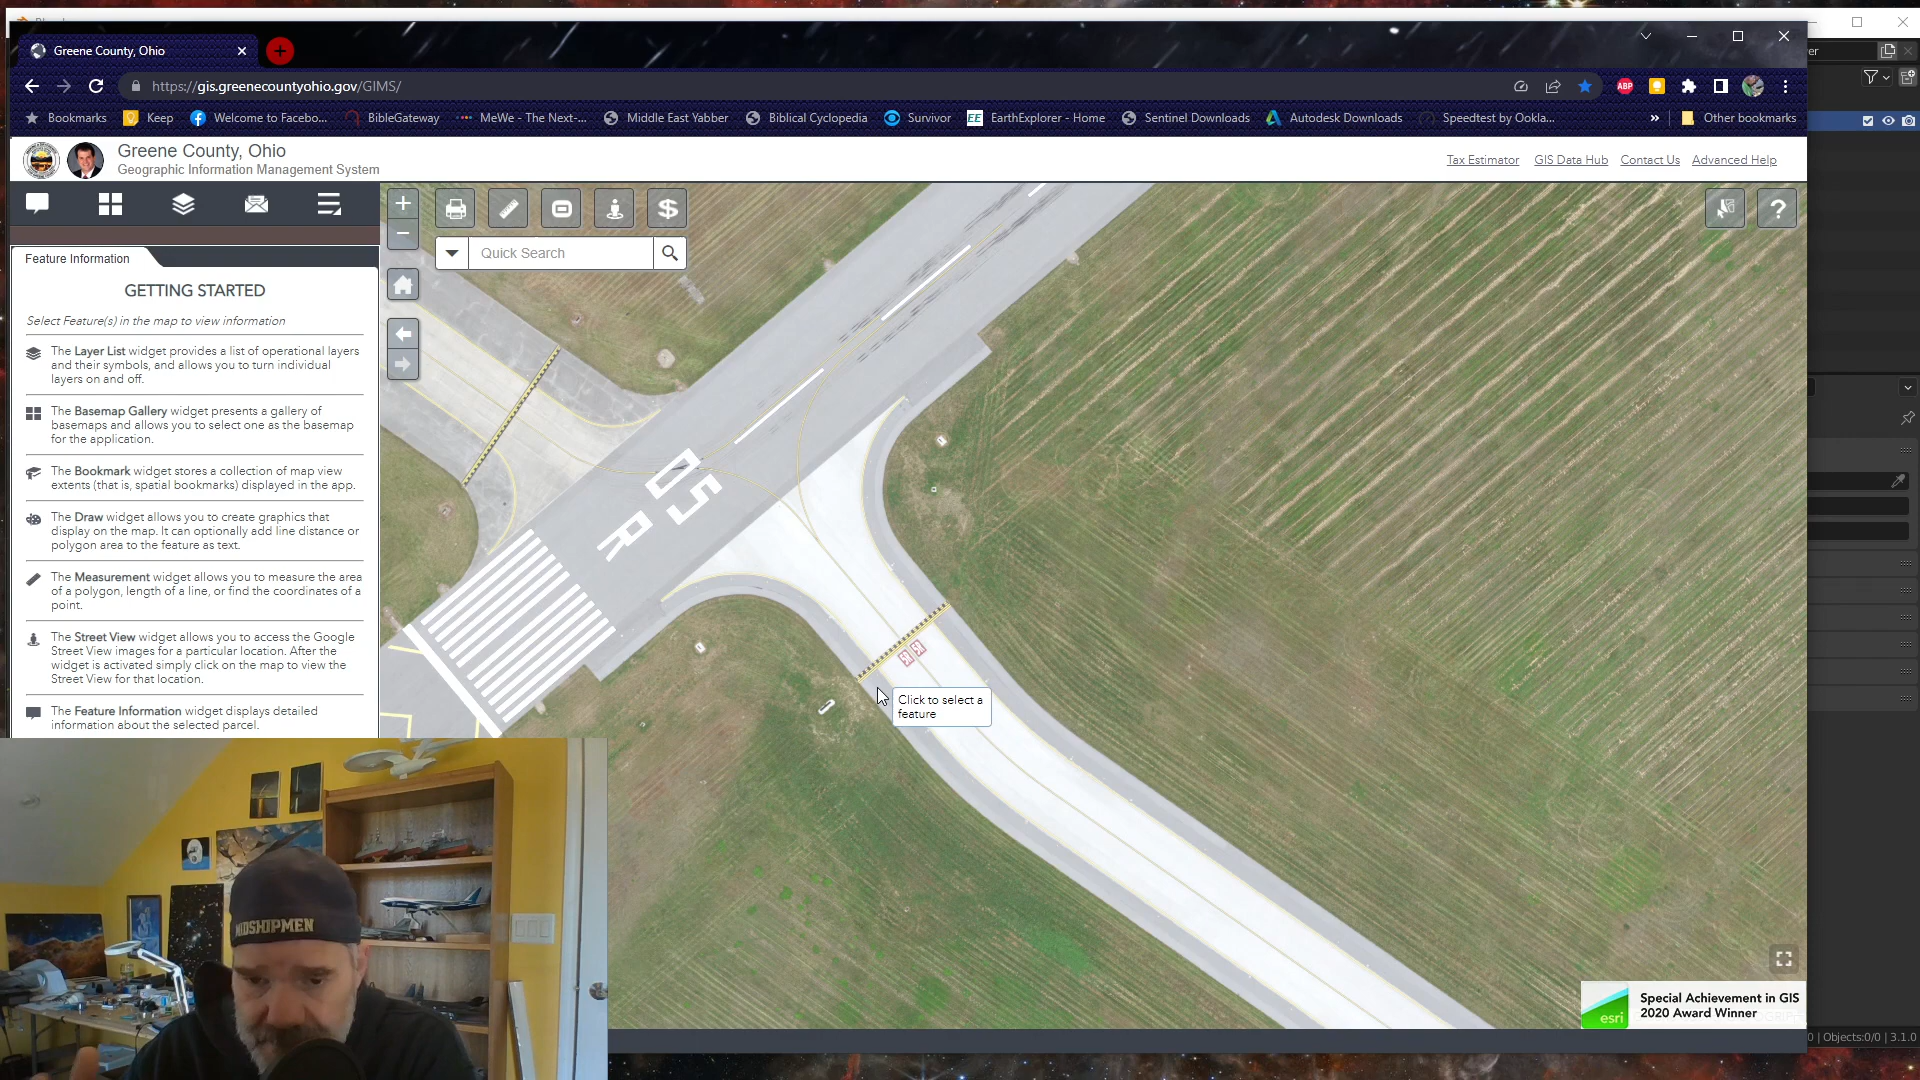 Greene County, Ohio
https://gis.greenecountyohio.gov/GIMS/
ABP
Bookmarks
Keep
Welcome to Facebo...
BibleGateway
MeWe - The Next-...
Middle East Yabber
Biblical Cyclopedia
Survivor
EE
EarthExplorer - Home
Sentinel Downloads
Autodesk Downloads
Speedtest by Ookla...
»
Other bookmarks
Greene County, Ohio
Geographic Information Management System
Tax Estimator
GIS Data Hub
Contact Us
Advanced Help
Quick Search
Feature Information
GETTING STARTED
Select Feature(s) in the map to view information
The Layer List widget provides a list of operational layers
and their symbols, and allows you to turn individual
layers on and off.
The Basemap Gallery widget presents a gallery of
basemaps and allows you to select one as the basemap
for the application.
The Bookmark widget stores a collection of map view
extents (that is, spatial bookmarks) displayed in the app.
The Draw widget allows you to create graphics that
display on the map. It can optionally add line distance or
polygon area to the feature as text.
The Measurement widget allows you to measure the area
of a polygon, length of a line, or find the coordinates of a
point.
The Street View widget allows you to access the Google
Street View images for a particular location. After the
widget is activated simply click on the map to view the
Street View for that location.
The Feature Information widget displays detailed
information about the selected parcel.
05
R
Click to select a
feature
MIDSHIPMEN
esri
Special Achievement in GIS
2020 Award Winner
0 | Objects:0/0 | 3.1.0